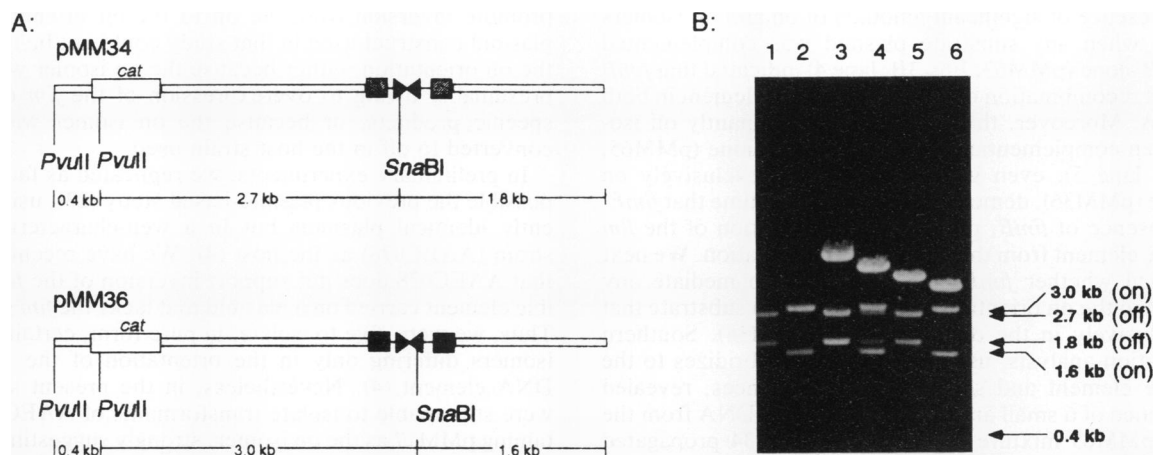 A:
pMM34
cat
PvuII PvuII
SnaBI
0.4 kb 2.7 kb 1.8 kb
pMM36
cat
PvuII PvuII
SnaBI
0.4 kb 3.0 kb 1.6 kb
B:
1 2 3 4 5 6
3.0 kb (on)
2.7 kb (off)
1.8 kb (off)
1.6 kb (on)
0.4 kb